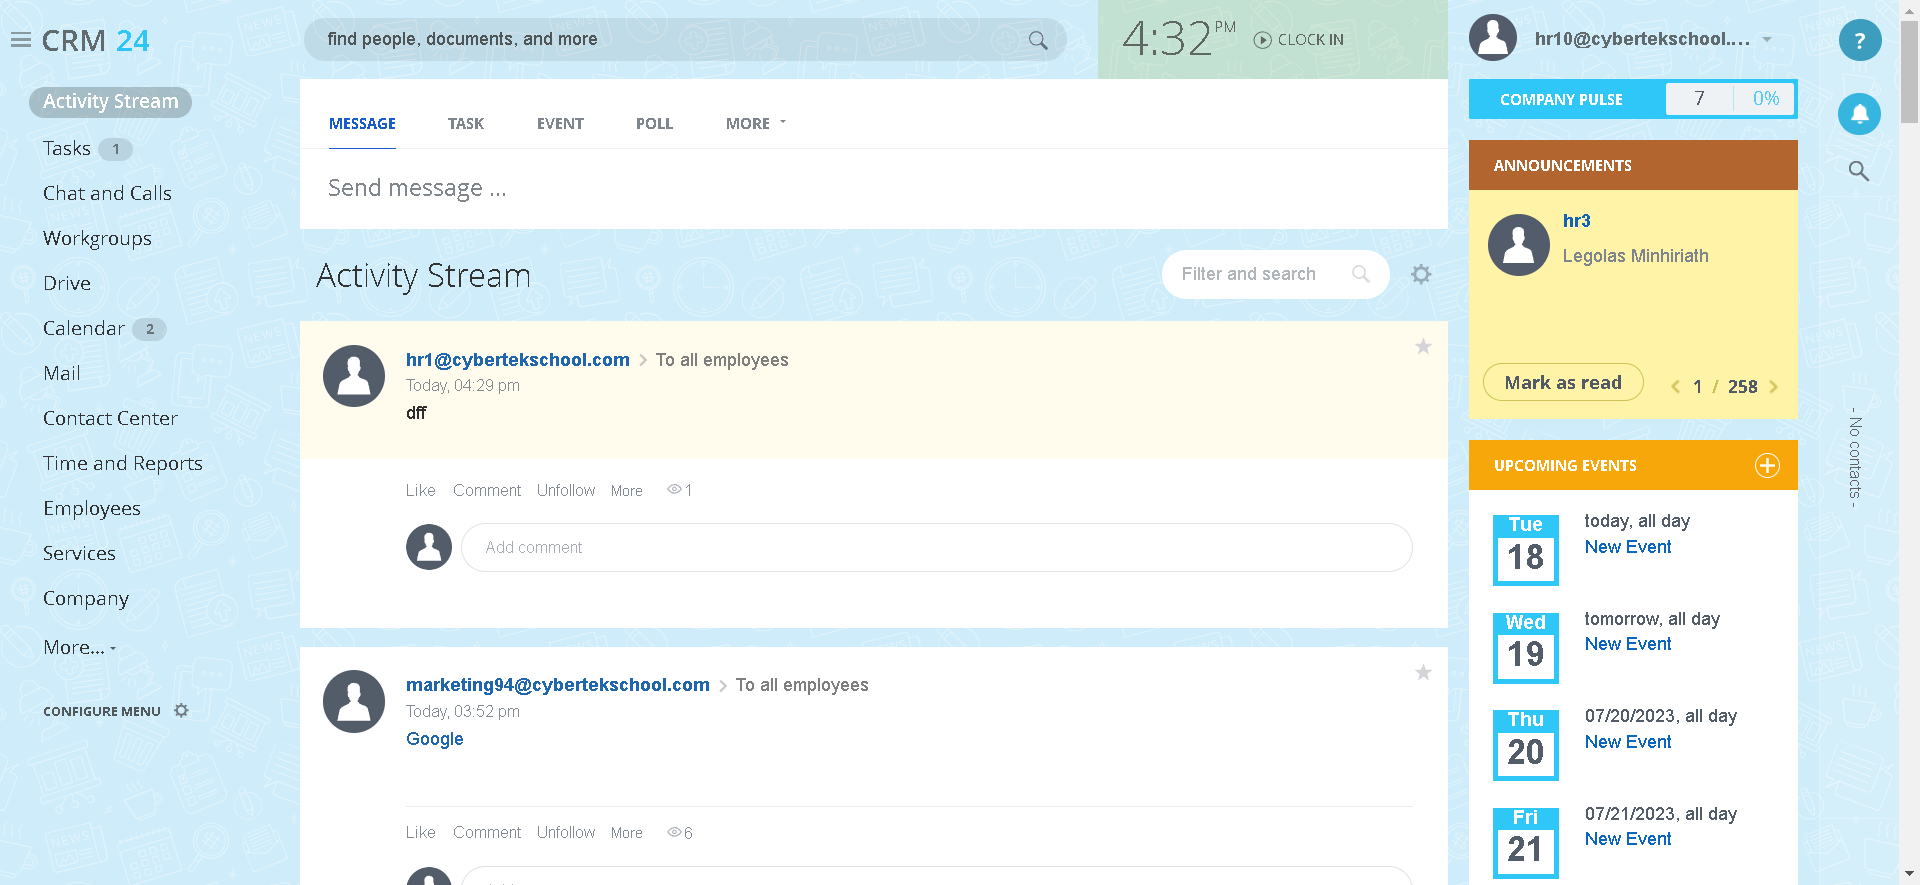 CRM 24
find people, documents, and more
4:32 PM
CLOCK IN
hr10@cybertekschool....
?
Activity Stream
Tasks 1
Chat and Calls
Workgroups
Drive
Calendar 2
Mail
Contact Center
Time and Reports
Employees
Services
Company
More...
CONFIGURE MENU
MESSAGE TASK EVENT POLL MORE
Send message ...
Activity Stream
Filter and search
hr1@cybertekschool.com To all employees
Today, 04:29 pm
dff
Like Comment Unfollow More 1
Add comment
marketing94@cybertekschool.com To all employees
Today, 03:52 pm
Google
Like Comment Unfollow More 6
COMPANY PULSE 7 0%
ANNOUNCEMENTS
hr3
Legolas Minhiriath
Mark as read 1 / 258
UPCOMING EVENTS
Tue
18
today, all day
New Event
Wed
19
tomorrow, all day
New Event
Thu
20
07/20/2023, all day
New Event
Fri
21
07/21/2023, all day
New Event
- No contacts -